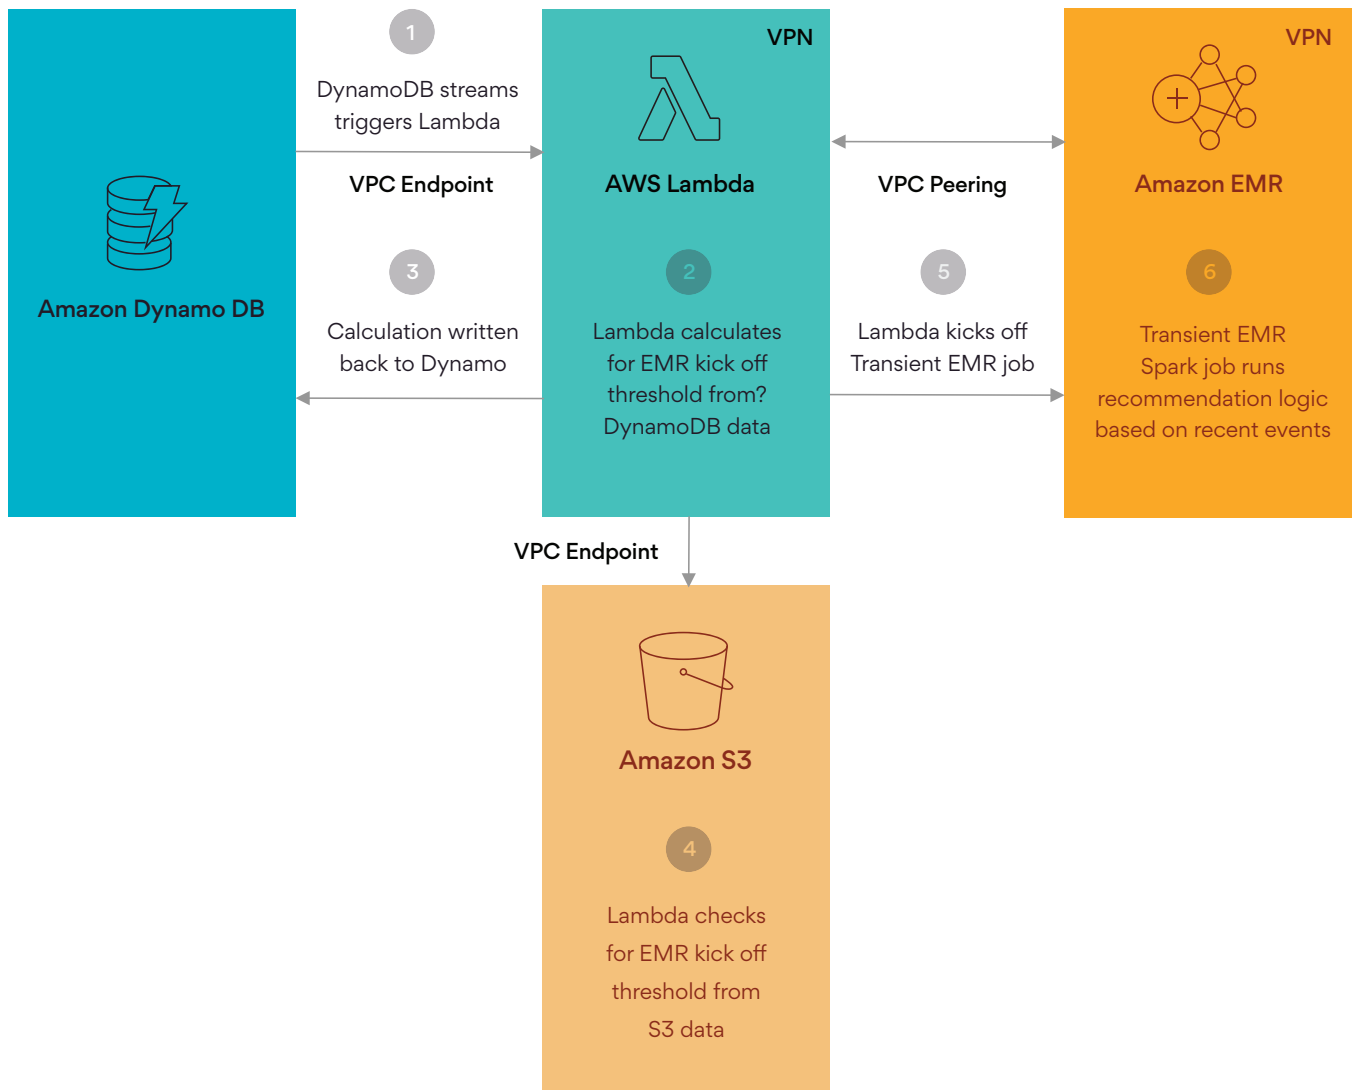 1
DynamoDB streams
triggers Lambda
VPC Endpoint
3
Calculation written
back to Dynamo
Amazon Dynamo DB
VPN
AWS Lambda
2
Lambda calculates
for EMR kick off
threshold from?
DynamoDB data
VPC Peering
5
Lambda kicks off
Transient EMR job
VPN
Amazon EMR
6
Transient EMR
Spark job runs
recommendation logic
based on recent events
VPC Endpoint
Amazon S3
4
Lambda checks
for EMR kick off
threshold from
S3 data